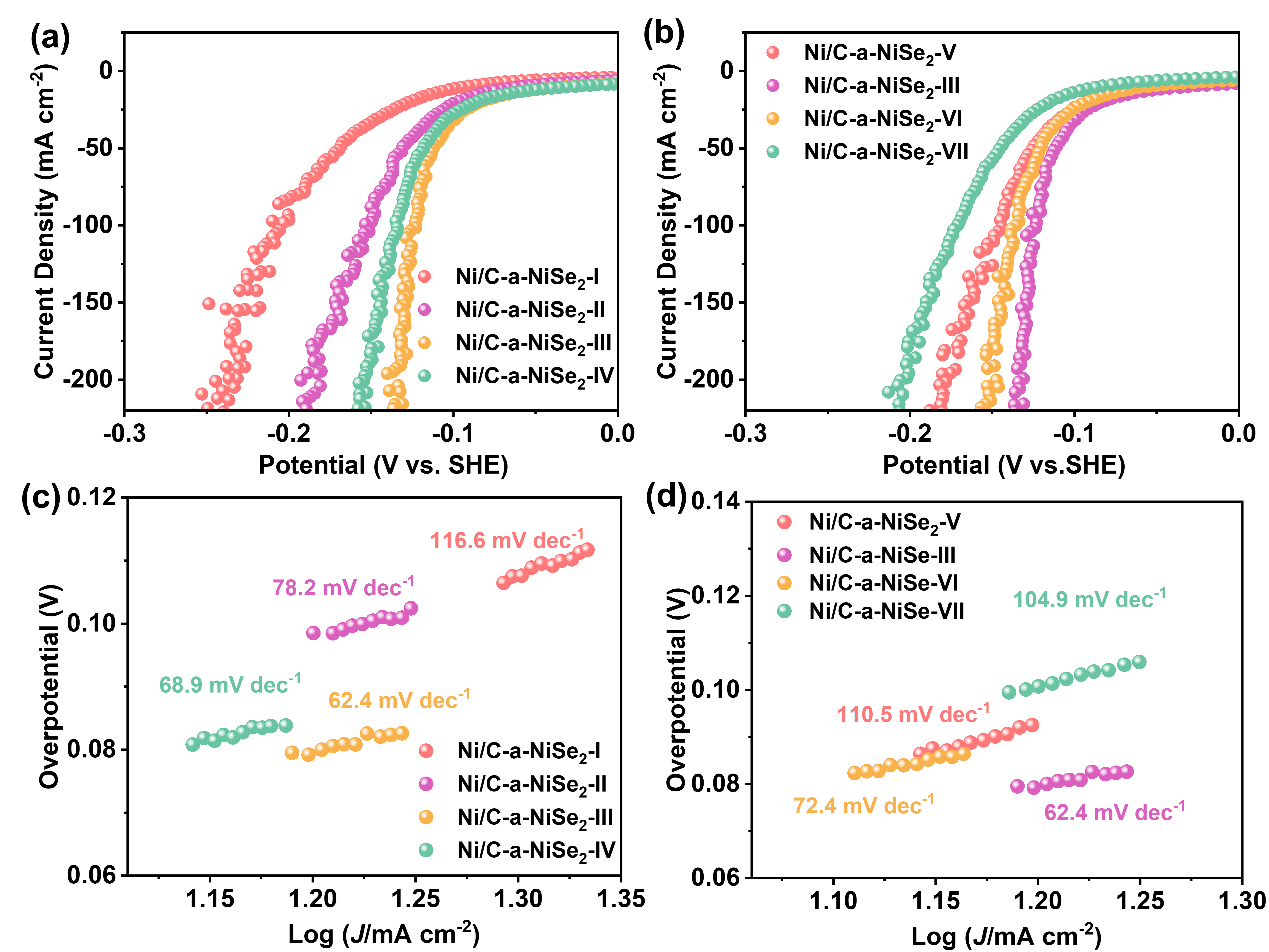 (a)
0
-50
-100
-150
-200
Current Density (mA cm⁻²)
Ni/C-a-NiSe₂-I
Ni/C-a-NiSe₂-II
Ni/C-a-NiSe₂-III
Ni/C-a-NiSe₂-IV
-0.3 -0.2 -0.1 0.0
Potential (V vs. SHE)
(b)
0
-50
-100
-150
-200
Current Density (mA cm⁻²)
Ni/C-a-NiSe₂-V
Ni/C-a-NiSe₂-III
Ni/C-a-NiSe₂-VI
Ni/C-a-NiSe₂-VII
-0.3 -0.2 -0.1 0.0
Potential (V vs.SHE)
(c)
0.12
0.10
0.08
0.06
Overpotential (V)
116.6 mV dec⁻¹
78.2 mV dec⁻¹
68.9 mV dec⁻¹
62.4 mV dec⁻¹
Ni/C-a-NiSe₂-I
Ni/C-a-NiSe₂-II
Ni/C-a-NiSe₂-III
Ni/C-a-NiSe₂-IV
1.15 1.20 1.25 1.30 1.35
Log (J/mA cm⁻²)
(d)
0.14
0.12
0.10
0.08
0.06
Overpotential (V)
Ni/C-a-NiSe₂-V
Ni/C-a-NiSe-III
Ni/C-a-NiSe-VI
Ni/C-a-NiSe-VII
104.9 mV dec⁻¹
110.5 mV dec⁻¹
72.4 mV dec⁻¹
62.4 mV dec⁻¹
1.10 1.15 1.20 1.25 1.30
Log (J/mA cm⁻²)